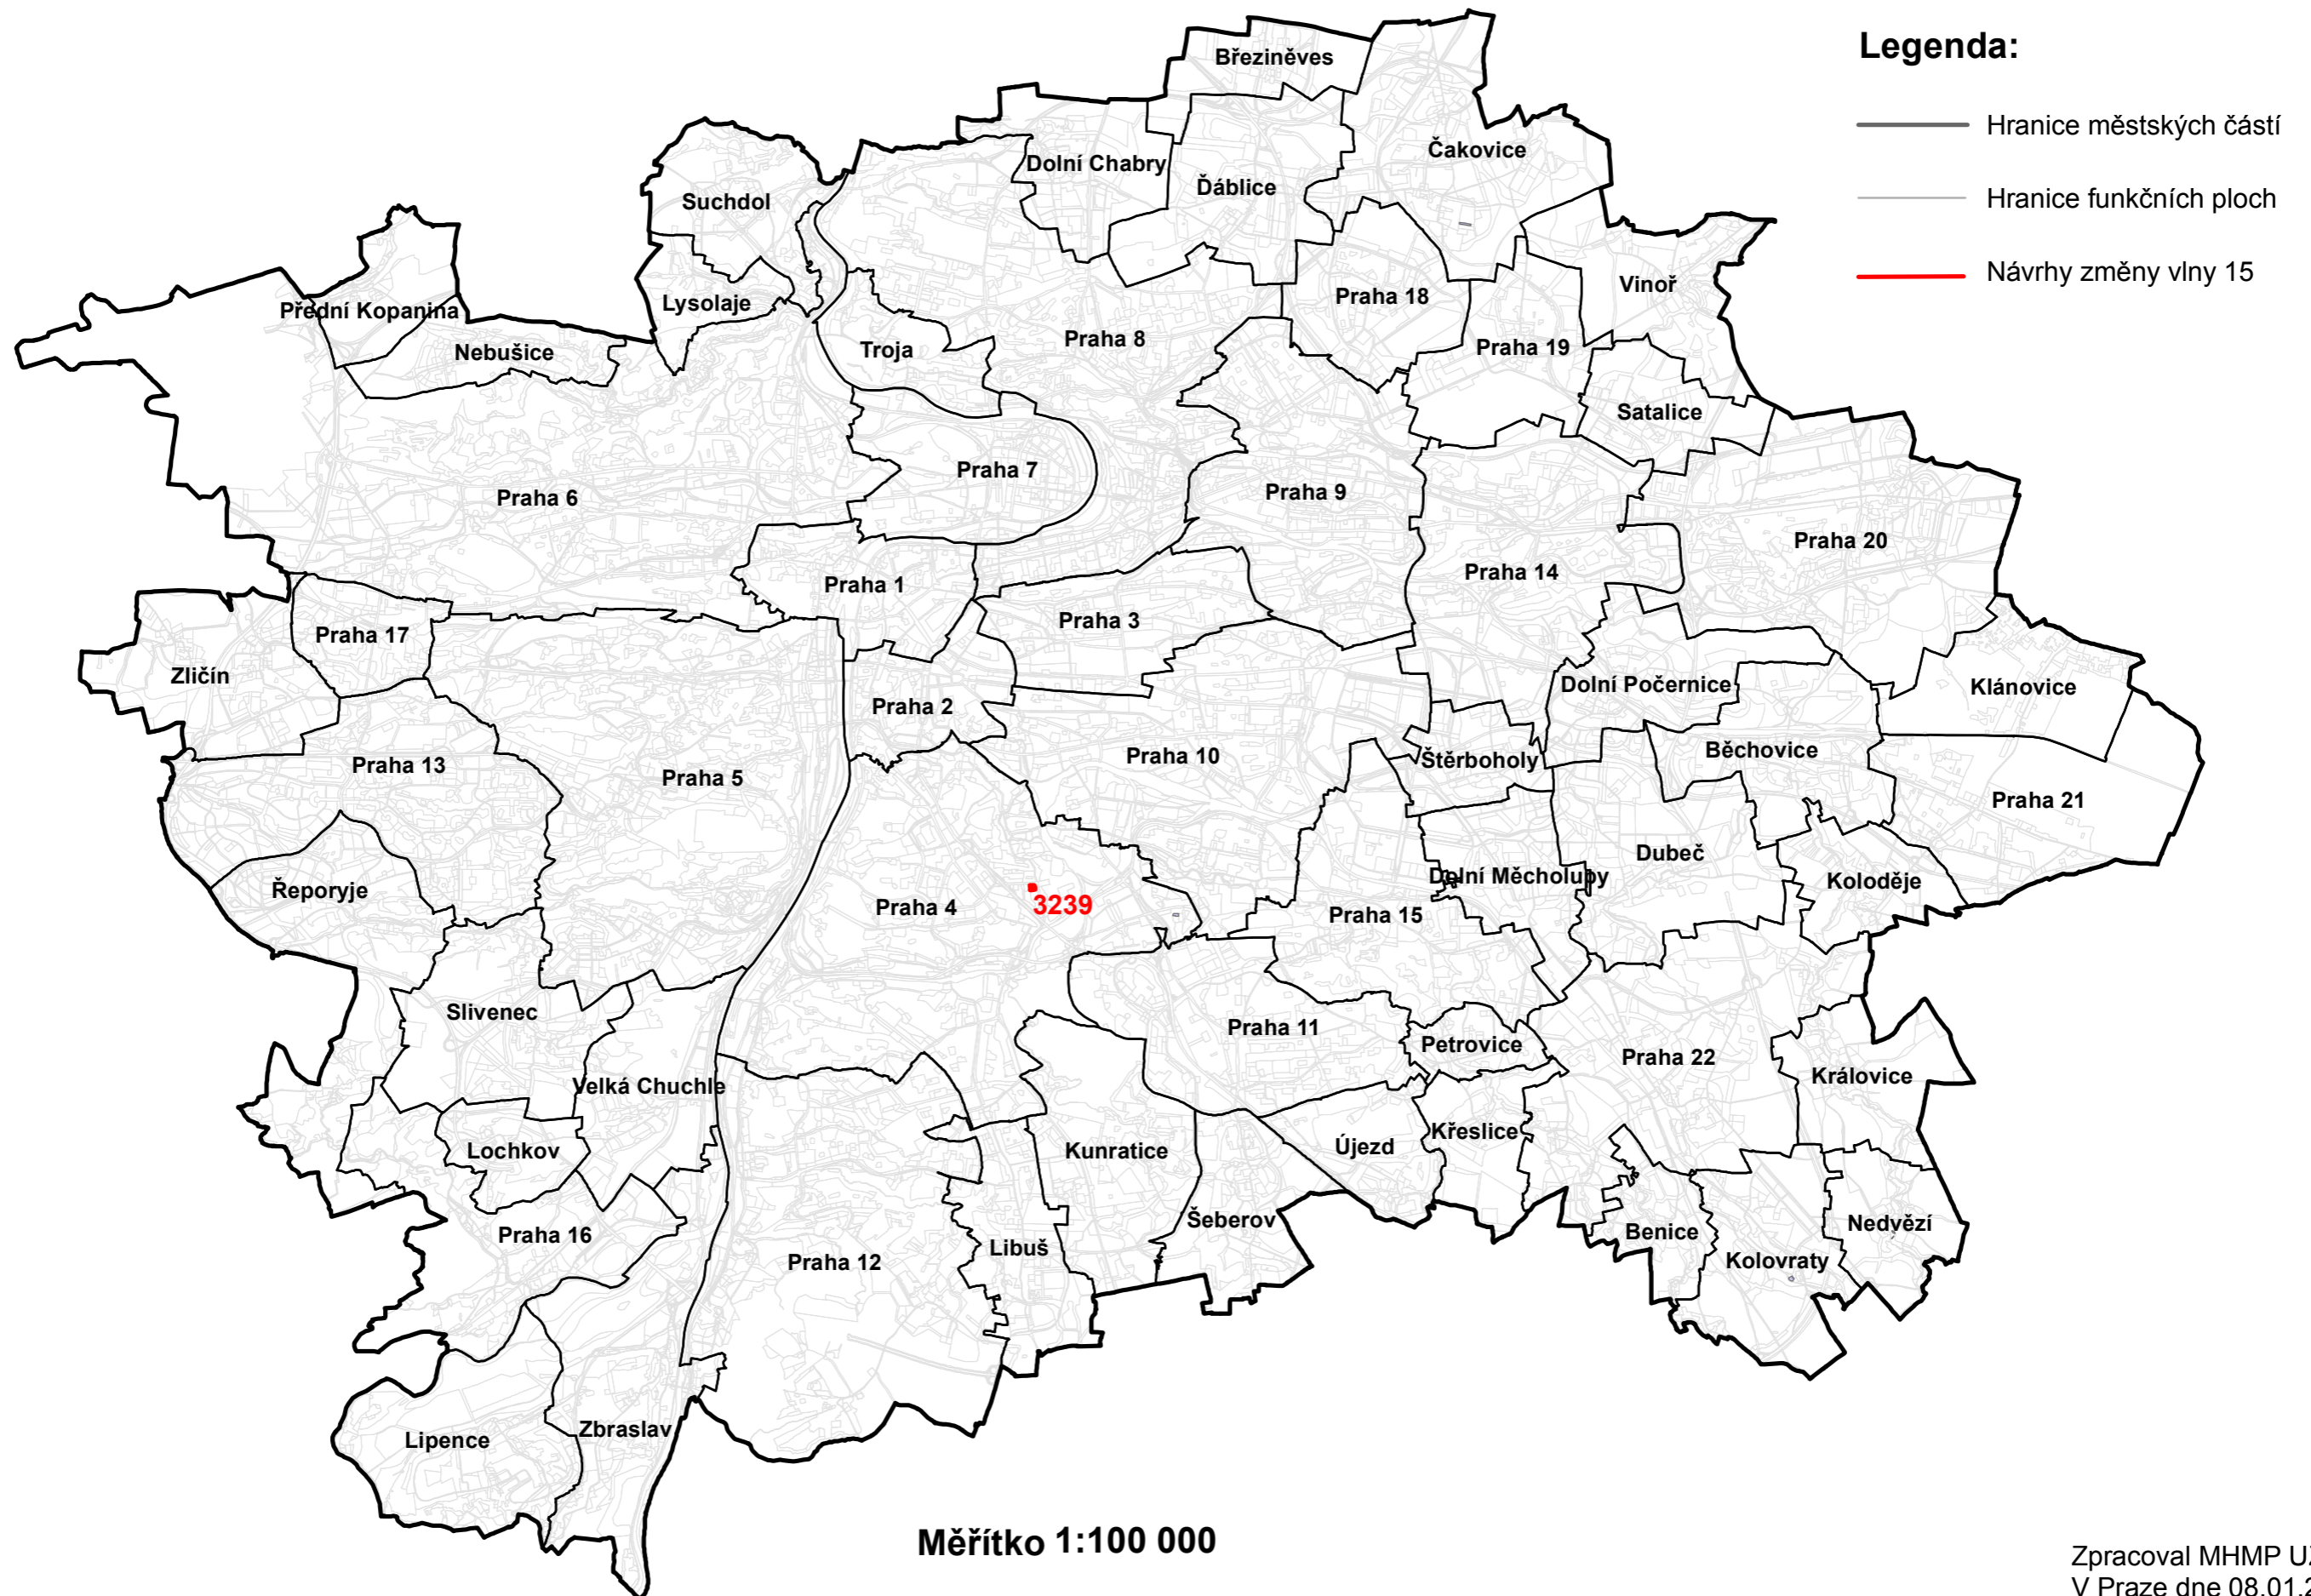 Legenda:
Hranice městských částí
Hranice funkčních ploch
Návrhy změny vlny 15
Březiněves
Čakovice
Dolní Chabry
Ďáblice
Suchdol
Vinoř
Praha 18
Lysolaje
Přední Kopanina
Praha 8
Praha 19
Troja
Nebušice
Satalice
Praha 7
Praha 9
Praha 6
Praha 20
Praha 14
Praha 1
Praha 3
Praha 17
Zličín
Dolní Počernice
Klánovice
Praha 2
Běchovice
Praha 10
Štěrboholy
Praha 13
Praha 5
Praha 21
Dubeč
Dolní Měcholupy
Koloděje
Řeporyje
3239
Praha 4
Praha 15
Slivenec
Praha 11
Petrovice
Praha 22
Královice
Velká Chuchle
Křeslice
Újezd
Lochkov
Kunratice
Šeberov
Nedvězí
Benice
Praha 16
Libuš
Kolovraty
Praha 12
Zbraslav
Lipence
Měřítko 1:100 000
Zpracoval MHMP
V Praze dne 08.01.2